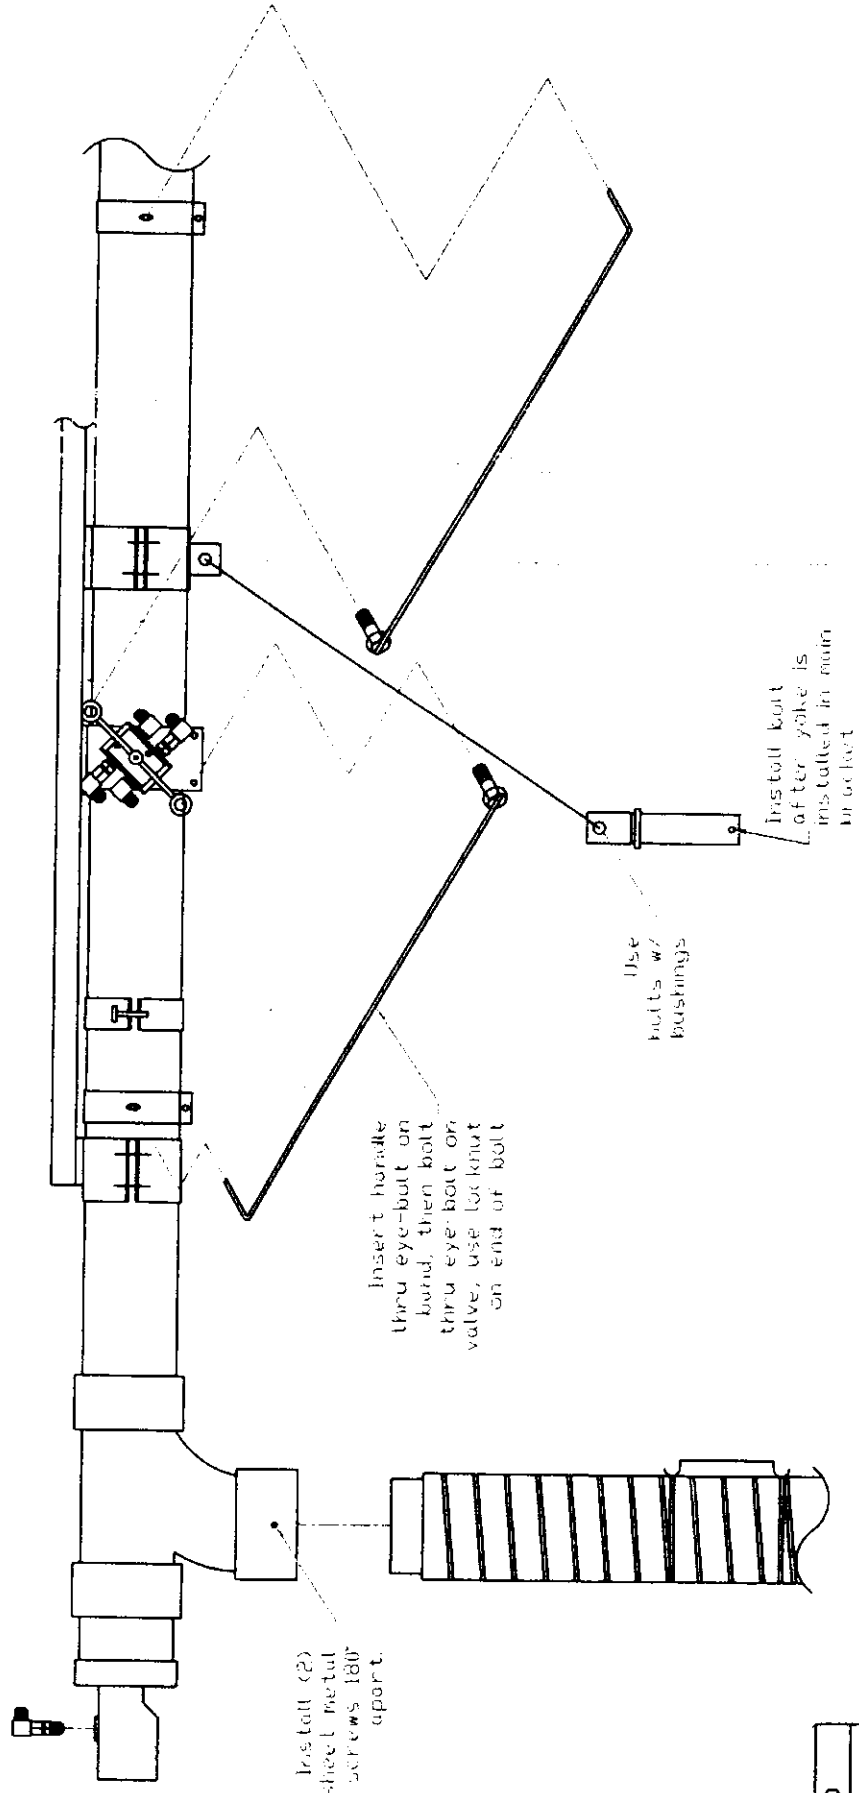 Install (2)
sheet metal
screws 180°
apart.
Insert handle
thru eye-bolt on
band, then bolt
thru eye-bolt on
valve, use locknut
on end of bolt
Use
bolts w/
bushings
Install bolt
after yoke is
installed in main
bracket